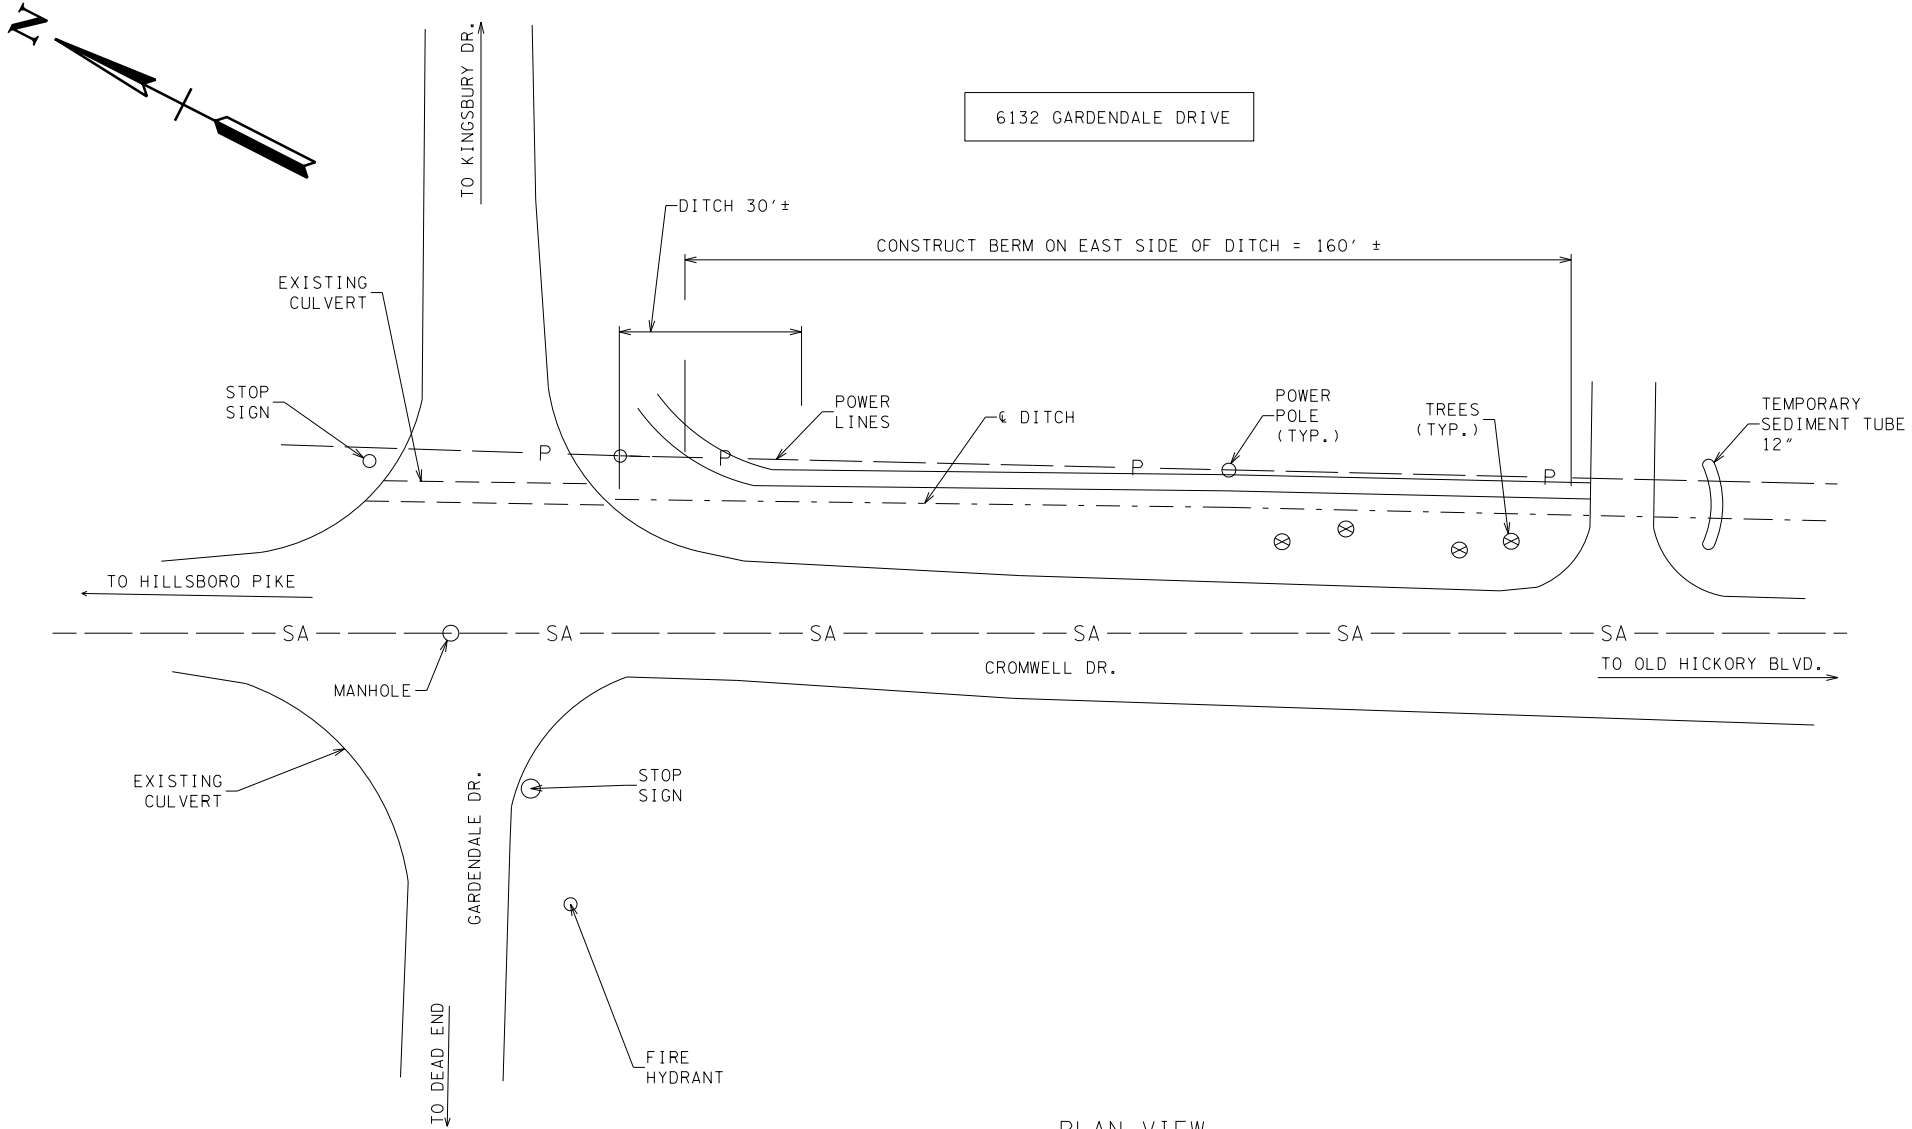 N
TO KINGSBURY DR.
6132 GARDENDALE DRIVE
DITCH 30'±
CONSTRUCT BERM ON EAST SIDE OF DITCH = 160' ±
EXISTING
CULVERT
STOP
SIGN
POWER
LINES
℄ DITCH
POWER
POLE
(TYP.)
TREES
(TYP.)
TEMPORARY
SEDIMENT TUBE
12"
P
P
P
P
TO HILLSBORO PIKE
SA
SA
SA
SA
SA
SA
CROMWELL DR.
TO OLD HICKORY BLVD.
MANHOLE
EXISTING
CULVERT
STOP
SIGN
GARDENDALE DR.
TO DEAD END
FIRE
HYDRANT
PLAN VIEW